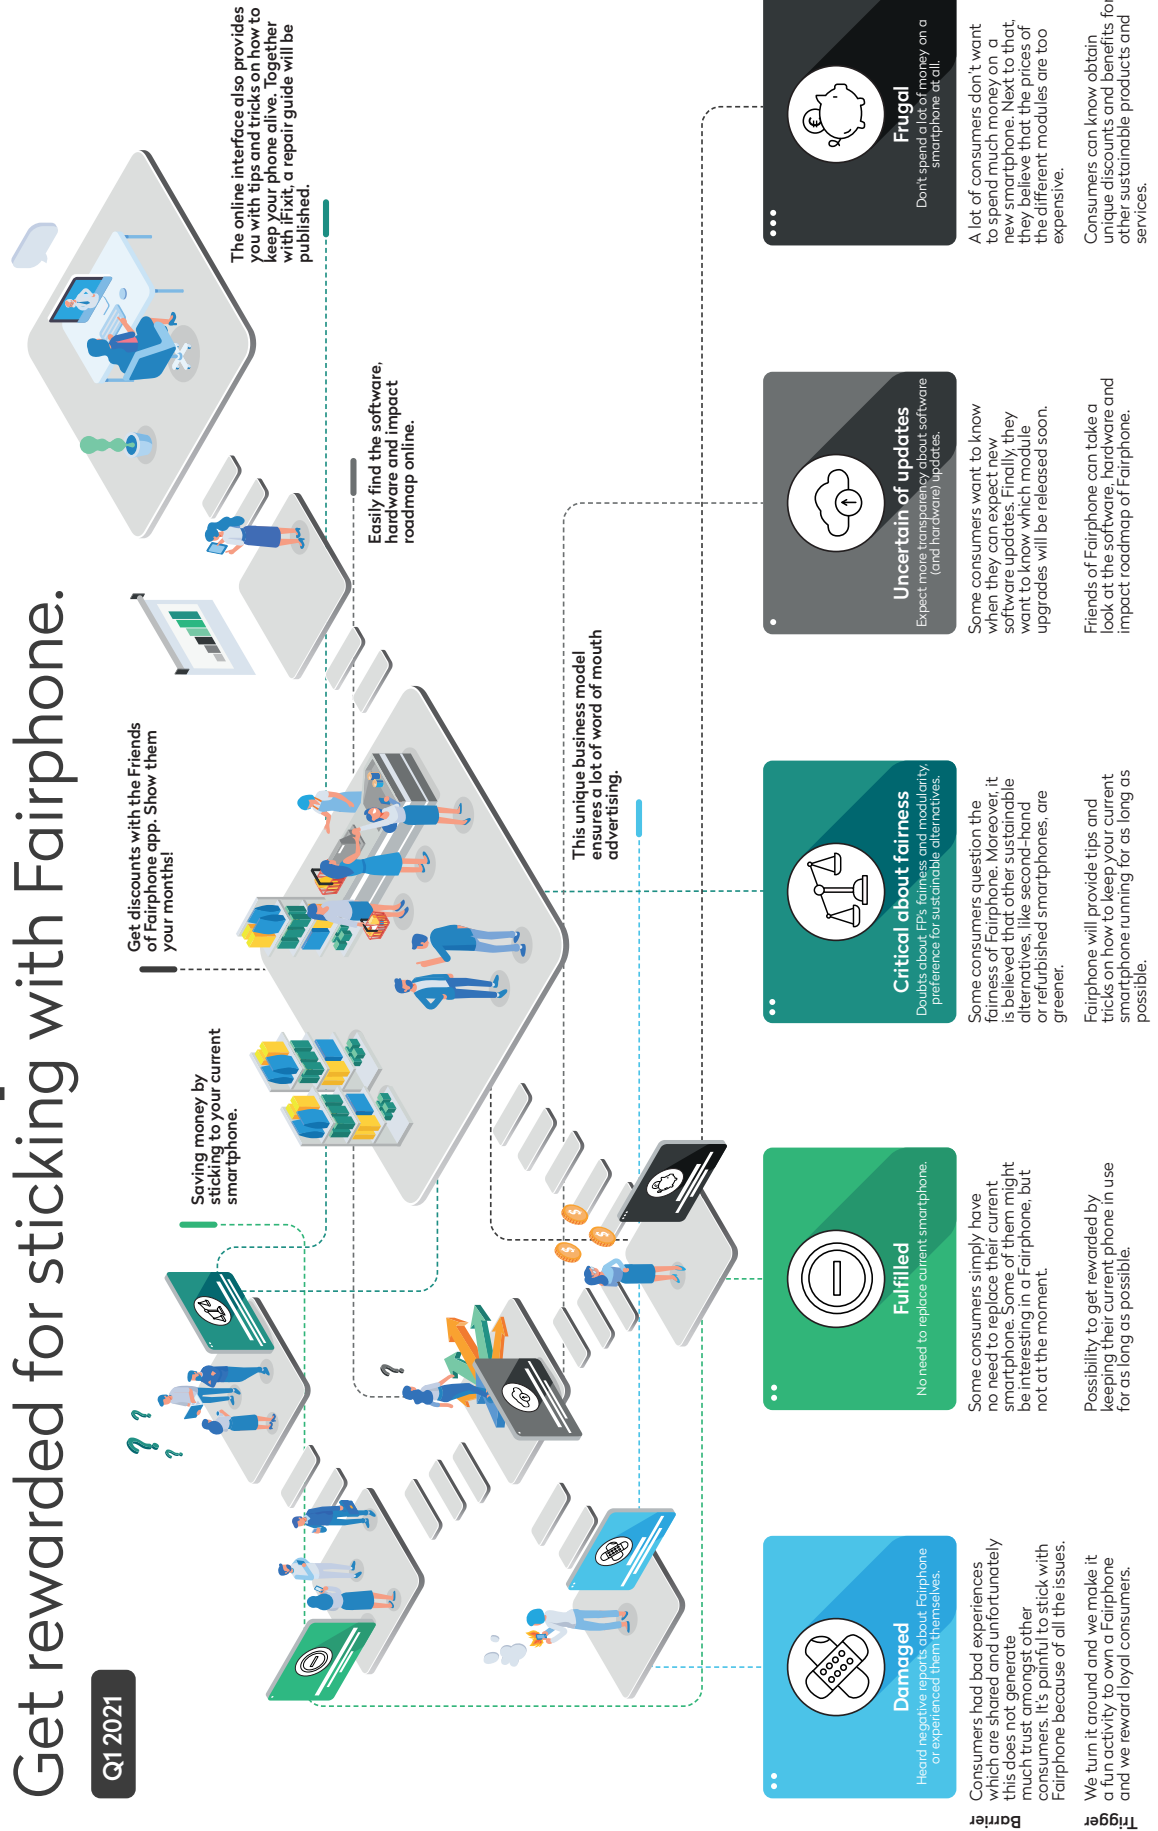 Get rewarded for sticking with Fairphone.
Q1 2021
Saving money by
sticking to your current
smartphone.
Get discounts with the Friends
of Fairphone app. Show them
your months!
The online interface also provides
you with tips and tricks on how to
keep your phone alive. Together
with iFixit, a repair guide will be
published.
Easily find the software,
hardware and impact
roadmap online.
This unique business model
ensures a lot of word of mouth
advertising.
Damaged
Heard negative reports about Fairphone
or experienced them themselves.
Fulfilled
No need to replace current smartphone.
Critical about fairness
Doubts about FP's fairness and modularity,
preference for sustainable alternatives.
Uncertain of updates
Expect more transparency about software
(and hardware) updates.
Frugal
Don't spend a lot of money on a
smartphone at all.
Barrier
Consumers had bad experiences
which are shared and unfortunately
this does not generate
much trust amongst other
consumers. It's painful to stick with
Fairphone because of all the issues.
Some consumers simply have
no need to replace their current
smartphone. Some of them might
be interesting in a Fairphone, but
not at the moment.
Some consumers question the
fairness of Fairphone. Moreover, it
is believed that other sustainable
alternatives, like second-hand
or refurbished smartphones, are
greener.
Some consumers want to know
when they can expect new
software updates. Finally, they
want to know which module
upgrades will be released soon.
A lot of consumers don't want
to spend much money on a
new smartphone. Next to that,
they believe that the prices of
the different modules are too
expensive.
Trigger
We turn it around and we make it
a fun activity to own a Fairphone
and we reward loyal consumers.
Possibility to get rewarded by
keeping their current phone in use
for as long as possible.
Fairphone will provide tips and
tricks on how to keep your current
smartphone running for as long as
possible.
Friends of Fairphone can take a
look at the software, hardware and
impact roadmap of Fairphone.
Consumers can know obtain
unique discounts and benefits for
other sustainable products and
services.